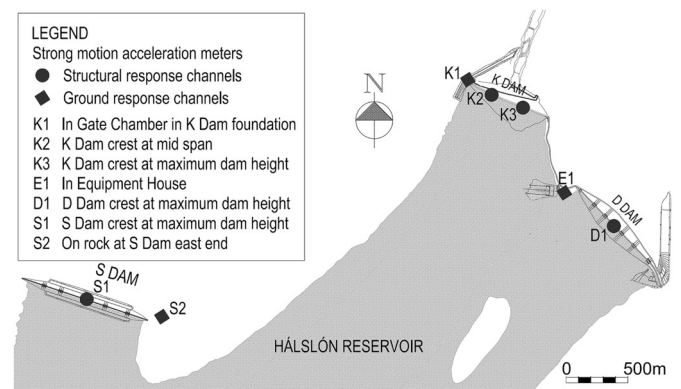 LEGEND
Strong motion acceleration meters
Structural response channels
Ground response channels
K1 In Gate Chamber in K Dam foundation
K2 K Dam crest at mid span
K3 K Dam crest at maximum dam height
E1 In Equipment House
D1 D Dam crest at maximum dam height
S1 S Dam crest at maximum dam height
S2 On rock at S Dam east end
N
K1
K DAM
K2
K3
E1
D DAM
D1
S DAM
S1
S2
HÁLSLÓN RESERVOIR
0 500m